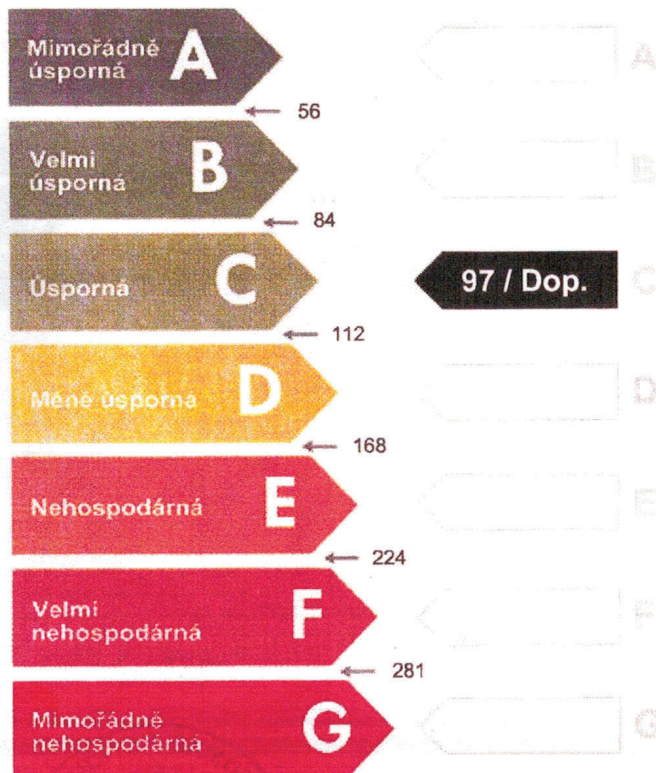 Mimořádně
úsporná
A
A
56
Velmi
úsporná
B
B
84
Úsporná
C
97 / Dop.
C
112
Méně úsporná
D
D
168
Nehospodárná
E
E
224
Velmi
nehospodárná
F
F
281
Mimořádně
nehospodárná
G
G